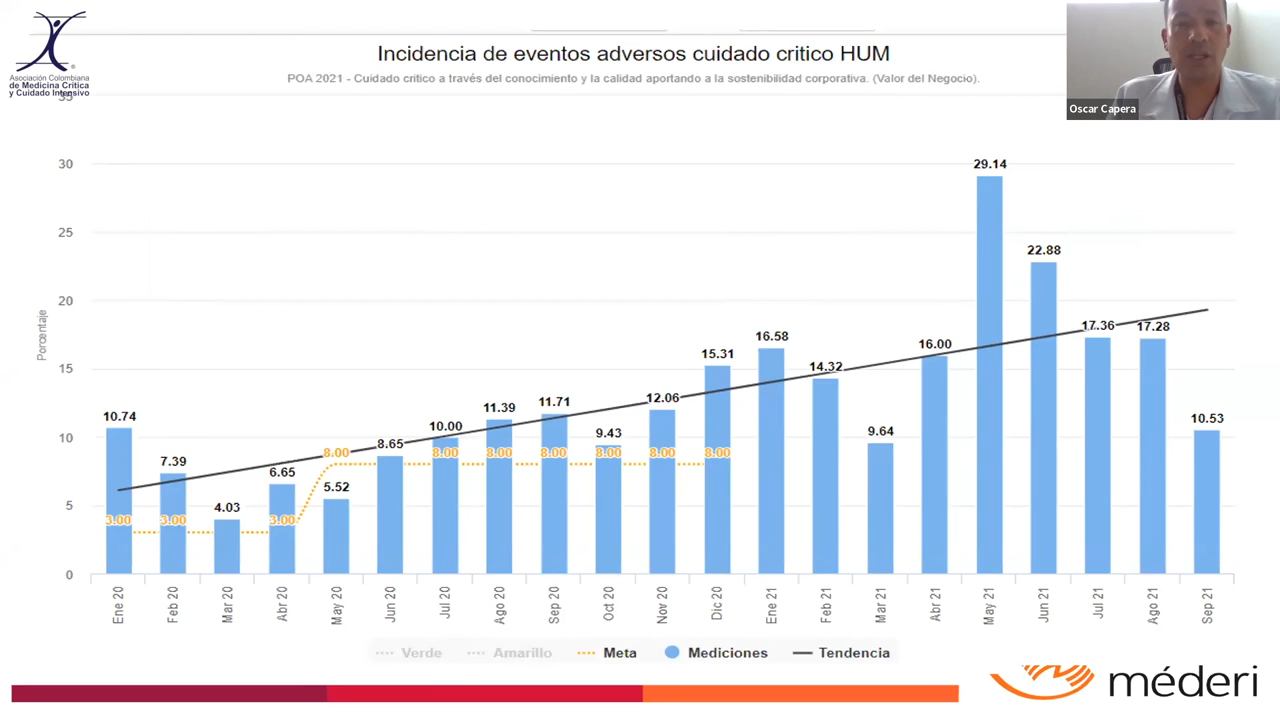 Asociación Colombiana
de Medicina Crítica
y Cuidado Intensivo
Incidencia de eventos adversos cuidado critico HUM
POA 2021 - Cuidado critico a través del conocimiento y la calidad aportando a la sostenibilidad corporativa. (Valor del Negocio).
Oscar Capera
Porcentaje
35
30
25
20
15
10
5
0
10.74
7.39
4.03
6.65
5.52
8.65
10.00
11.39
11.71
9.43
12.06
15.31
16.58
14.32
9.64
16.00
29.14
22.88
17.36
17.28
10.53
3.00
3.00
3.00
8.00
8.00
8.00
8.00
8.00
8.00
8.00
Ene 20
Feb 20
Mar 20
Abr 20
May 20
Jun 20
Jul 20
Ago 20
Sep 20
Oct 20
Nov 20
Dic 20
Ene 21
Feb 21
Mar 21
Abr 21
May 21
Jun 21
Jul 21
Ago 21
Sep 21
Verde Amarillo Meta Mediciones Tendencia
méderi